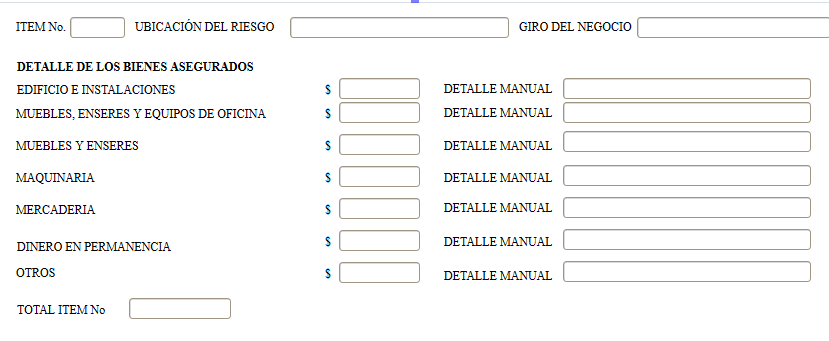 ITEM No. UBICACIÓN DEL RIESGO GIRO DEL NEGOCIO
DETALLE DE LOS BIENES ASEGURADOS
EDIFICIO E INSTALACIONES $ DETALLE MANUAL
MUEBLES, ENSERES Y EQUIPOS DE OFICINA $ DETALLE MANUAL
MUEBLES Y ENSERES $ DETALLE MANUAL
MAQUINARIA $ DETALLE MANUAL
MERCADERIA $ DETALLE MANUAL
DINERO EN PERMANENCIA $ DETALLE MANUAL
OTROS $ DETALLE MANUAL
TOTAL ITEM No